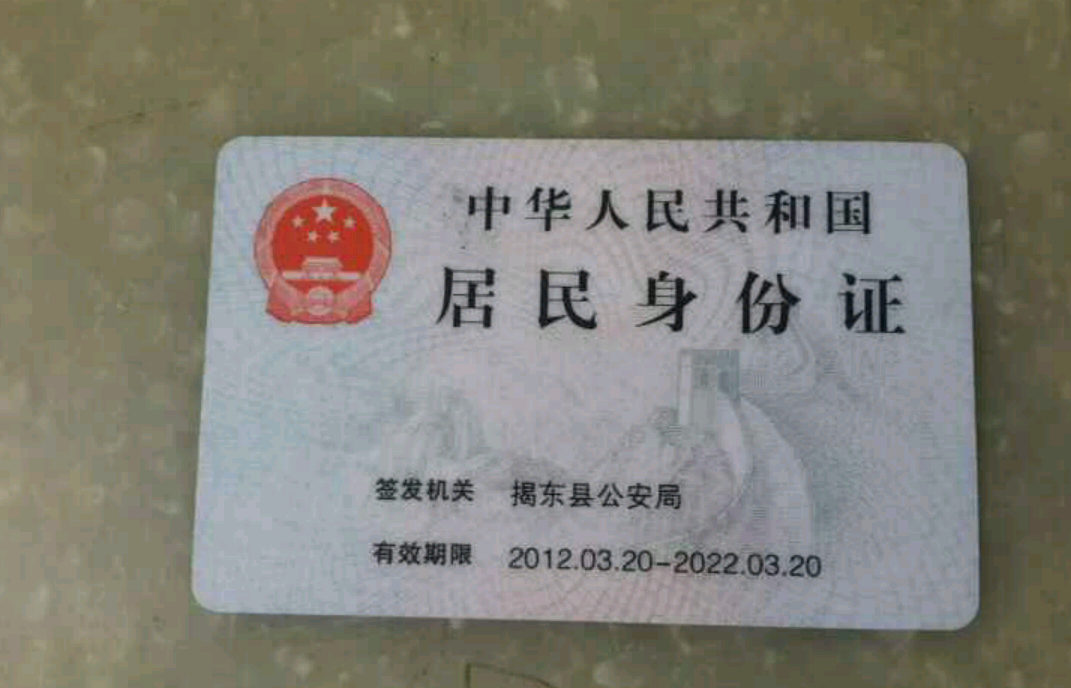 中华人民共和国
居民身份证
签发机关 揭东县公安局
有效期限 2012.03.20-2022.03.20